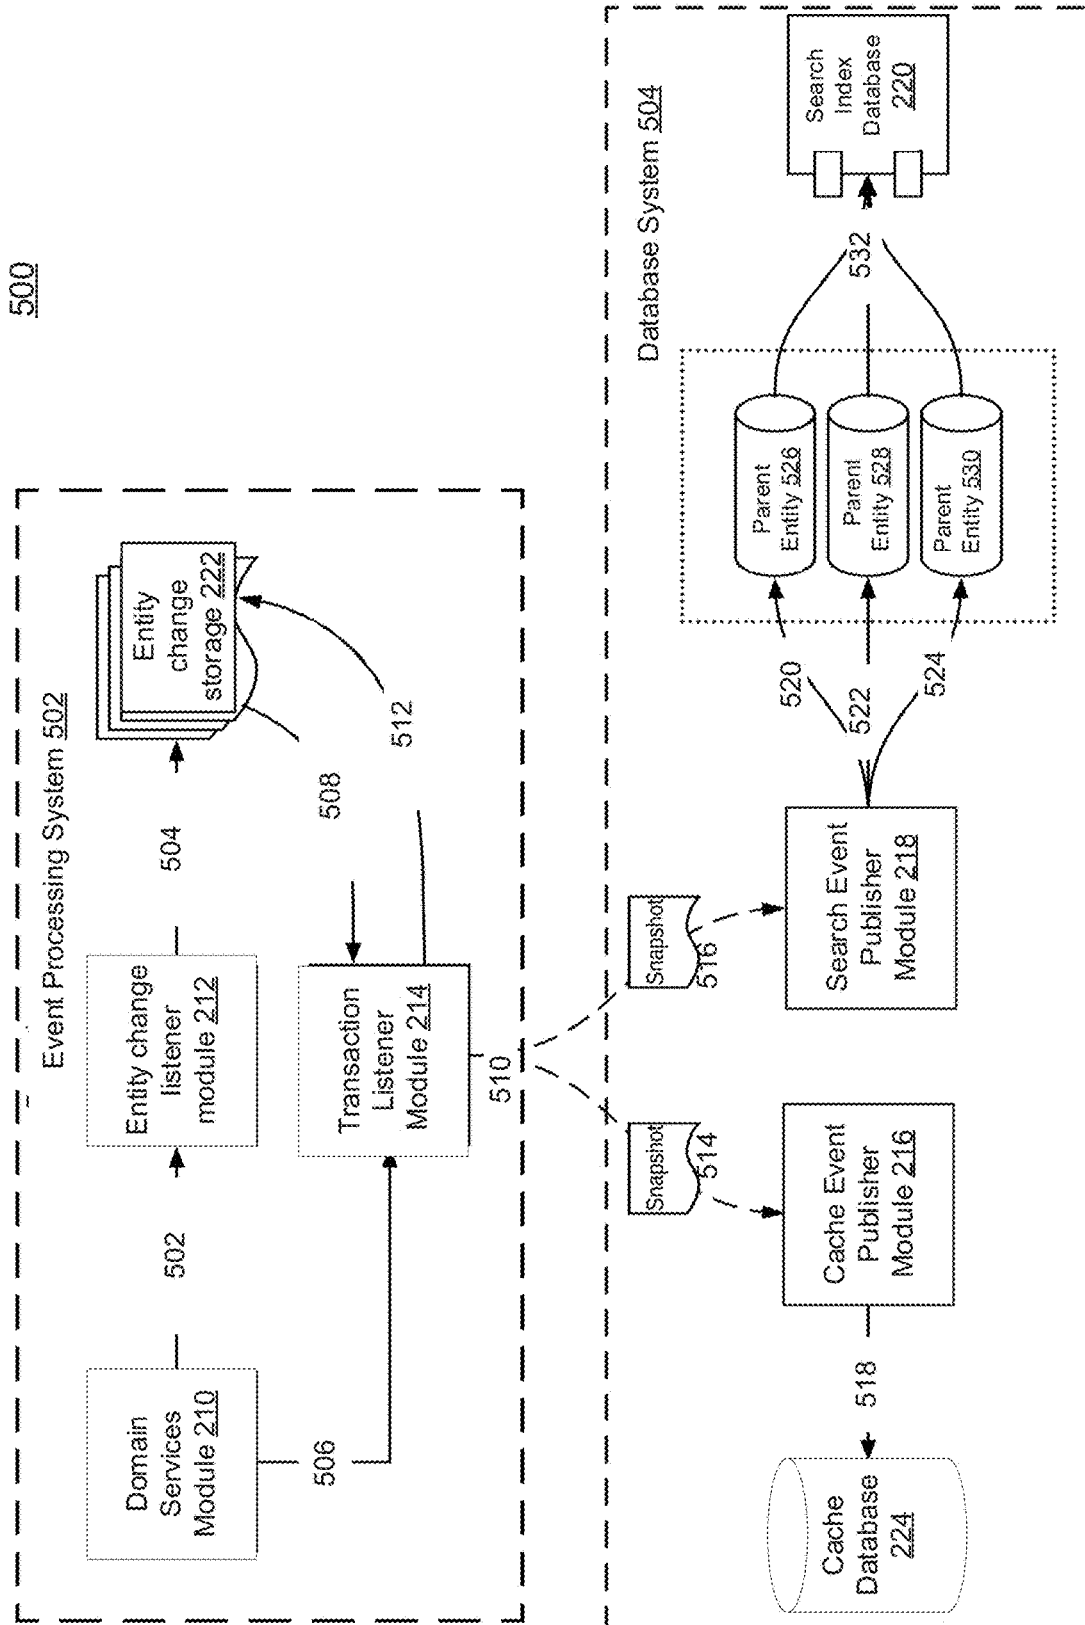 500
Event Processing System 502
Domain
Services
Module 210
502
Entity change
listener
module 212
504
Entity
change
storage 222
506
Transaction
Listener
Module 214
508
512
510
Database System 504
Snapshot
514
Snapshot
516
Cache Event
Publisher
Module 216
518
Cache
Database
224
Search Event
Publisher
Module 218
520
522
524
Parent
Entity 526
Parent
Entity 528
Parent
Entity 530
532
Search
Index
Database
220